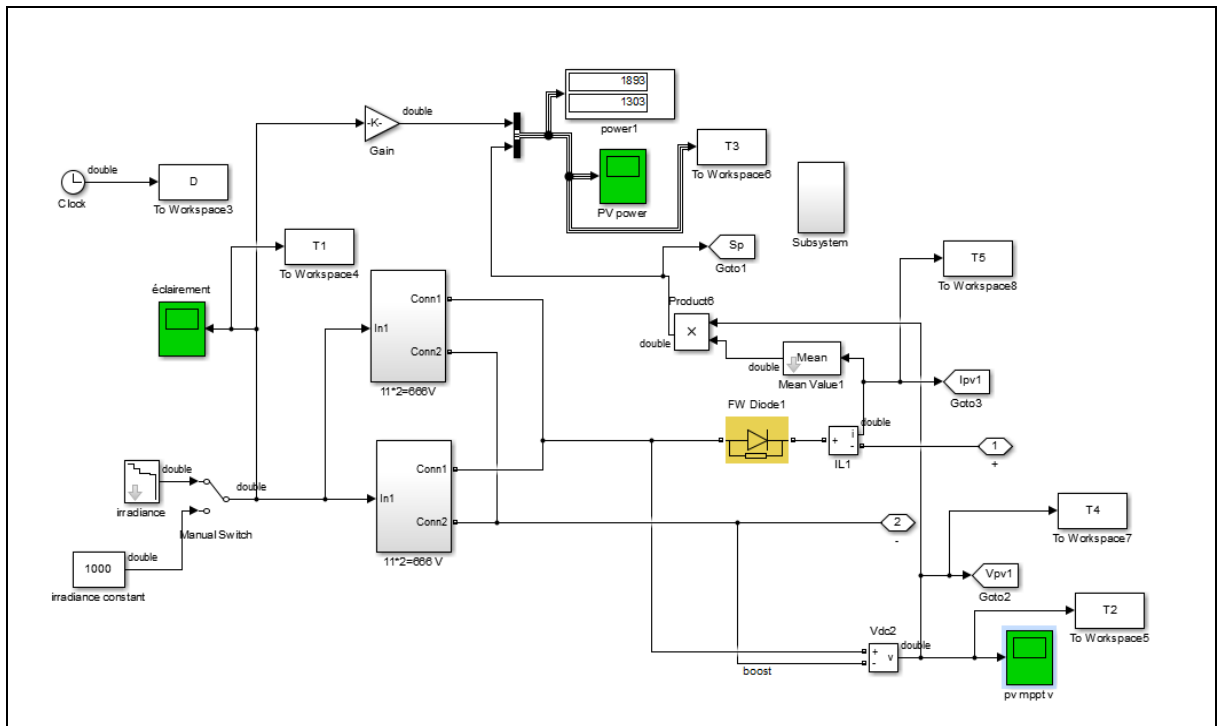 1893
1303
power1
double
-K-
Gain
T3
To Workspace6
double
Clock
D
To Workspace3
PV power
Subsystem
T1
To Workspace4
Sp
Goto1
T5
To Workspace8
éclairement
Conn1
In1
Conn2
11*2=666V
Product6
×
double
Mean
double
Mean Value1
Ipv1
Goto3
FW Diode1
double
+
i
-
IL1
1
+
Conn1
In1
Conn2
11*2=666 V
double
irradiance
double
Manual Switch
2
-
T4
To Workspace7
1000
double
irradiance constant
Vpv1
Goto2
T2
To Workspace5
Vdc2
double
+
v
-
boost
pv mppt v